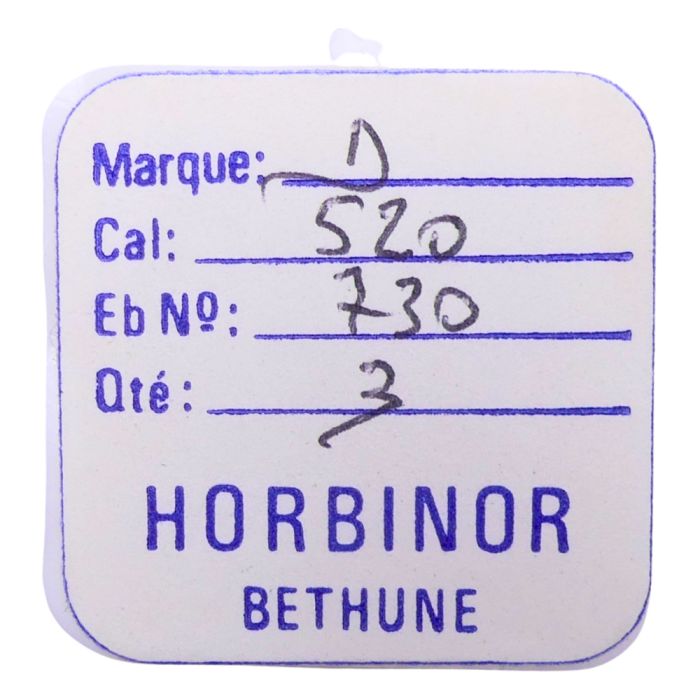 Marque: D
Cal: 520
Eb Nº: 730
Qté: 3
HORBINOR
BETHUNE